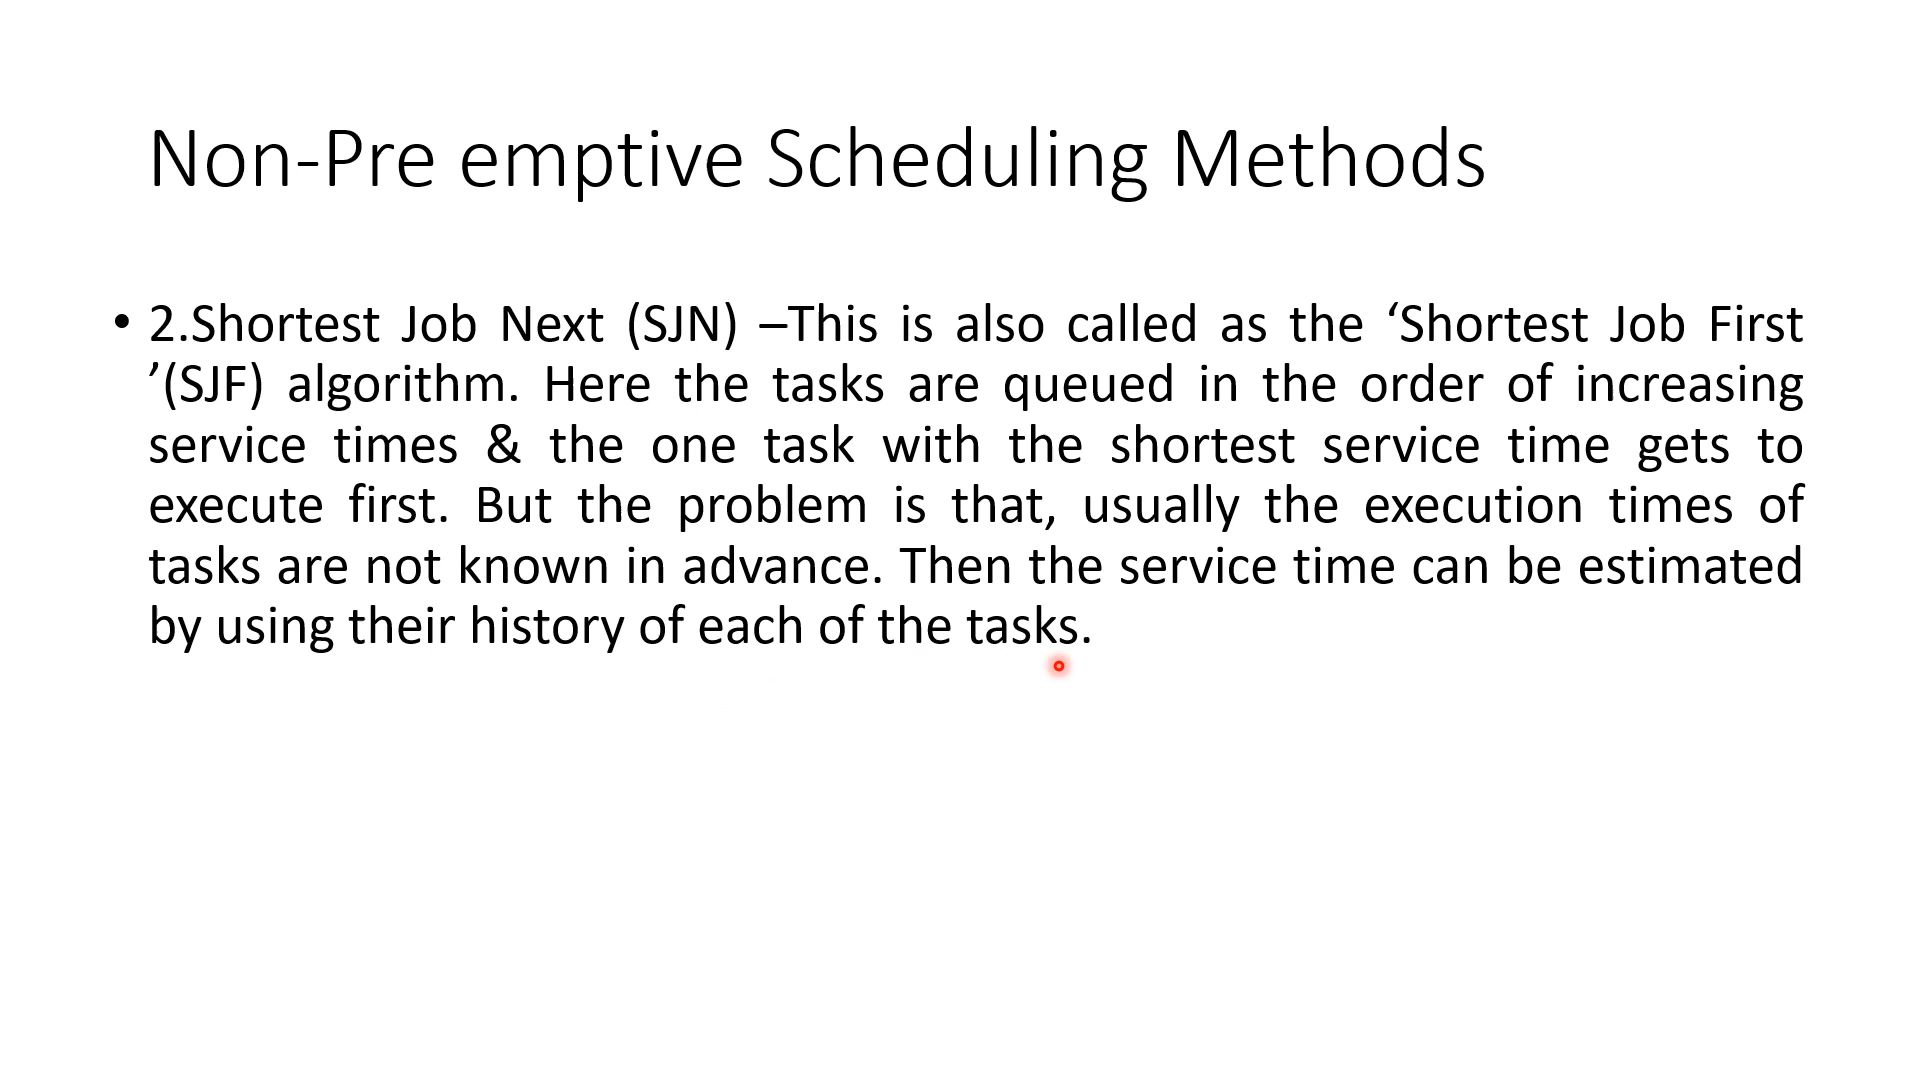 Non-Pre emptive Scheduling Methods
• 2.Shortest Job Next (SJN) –This is also called as the ‘Shortest Job First
’(SJF) algorithm. Here the tasks are queued in the order of increasing
service times & the one task with the shortest service time gets to
execute first. But the problem is that, usually the execution times of
tasks are not known in advance. Then the service time can be estimated
by using their history of each of the tasks.